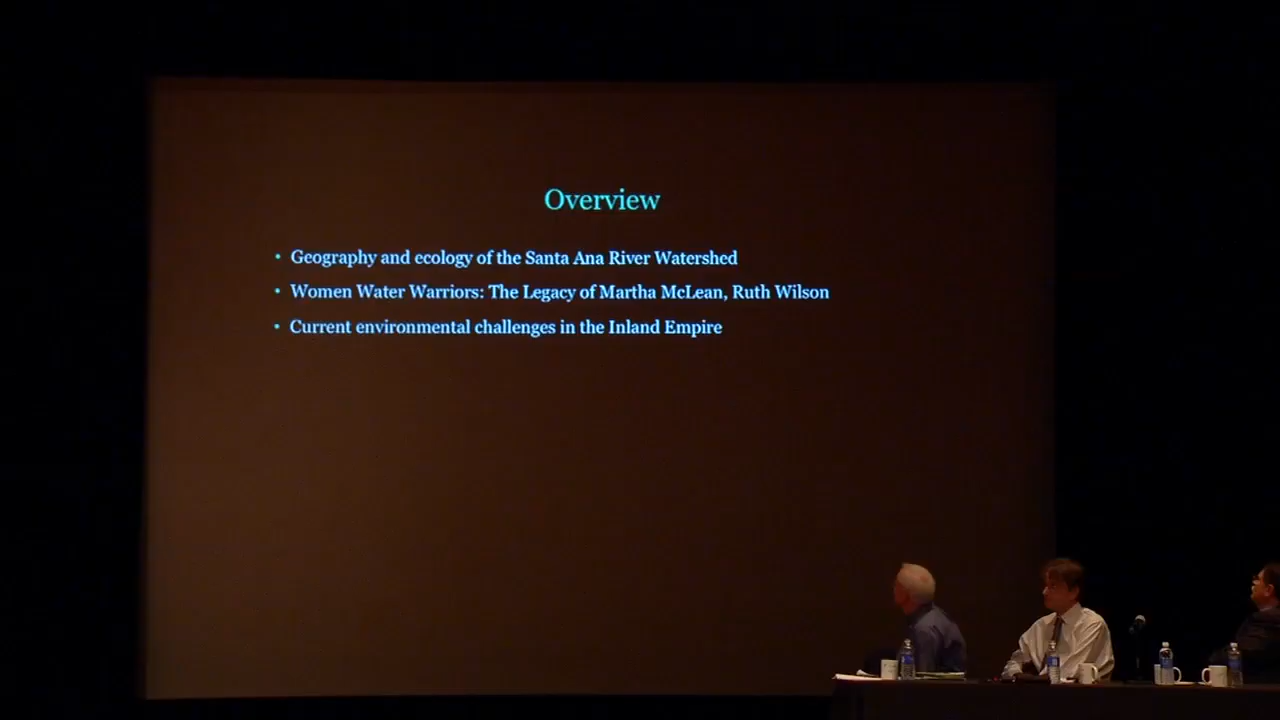 Overview
• Geography and ecology of the Santa Ana River Watershed
• Women Water Warriors: The Legacy of Martha McLean, Ruth Wilson
• Current environmental challenges in the Inland Empire